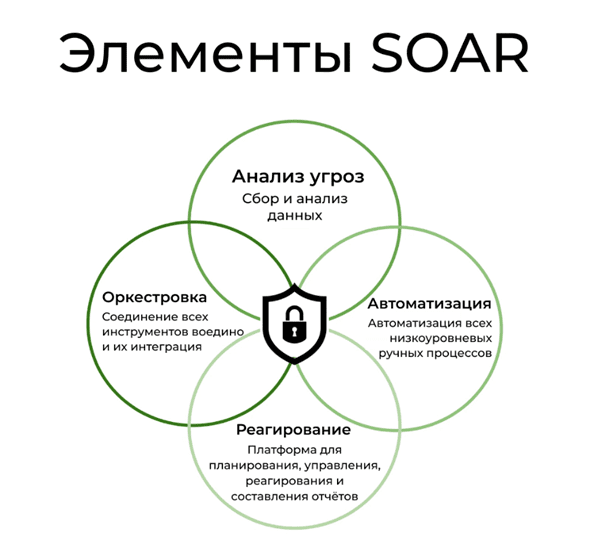 Элементы SOAR
Анализ угроз
Сбор и анализ
данных
Оркестровка
Соединение всех
инструментов воедино
и их интеграция
Автоматизация
Автоматизация всех
низкоуровневых
ручных процессов
Реагирование
Платформа для
планирования, управления,
реагирования и
составления отчётов